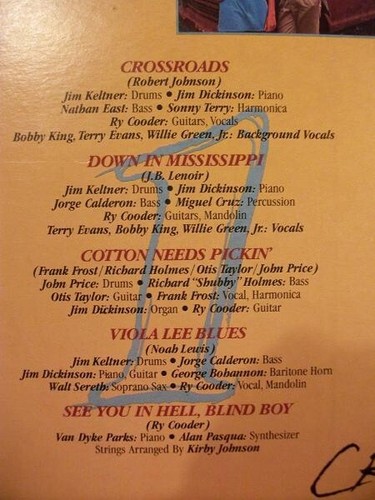 CROSSROADS
(Robert Johnson)
Jim Keltner: Drums • Jim Dickinson: Piano
Nathan East: Bass • Sonny Terry: Harmonica
Ry Cooder: Guitars, Vocals
Bobby King, Terry Evans, Willie Green, Jr.: Background Vocals
DOWN IN MISSISSIPPI
(J.B. Lenoir)
Jim Keltner: Drums • Jim Dickinson: Piano
Jorge Calderon: Bass • Miguel Cruz: Percussion
Ry Cooder: Guitars, Mandolin
Terry Evans, Bobby King, Willie Green, Jr.: Vocals
COTTON NEEDS PICKIN'
(Frank Frost/Richard Holmes/Otis Taylor/John Price)
John Price: Drums • Richard "Shubby" Holmes: Bass
Otis Taylor: Guitar • Frank Frost: Vocal, Harmonica
Jim Dickinson: Organ • Ry Cooder: Guitar
VIOLA LEE BLUES
(Noah Lewis)
Jim Keltner: Drums • Jorge Calderon: Bass
Jim Dickinson: Piano, Guitar • George Bohannon: Baritone Horn
Walt Sereth: Soprano Sax • Ry Cooder: Vocal, Mandolin
SEE YOU IN HELL, BLIND BOY
(Ry Cooder)
Van Dyke Parks: Piano • Alan Pasqua: Synthesizer
Strings Arranged By Kirby Johnson